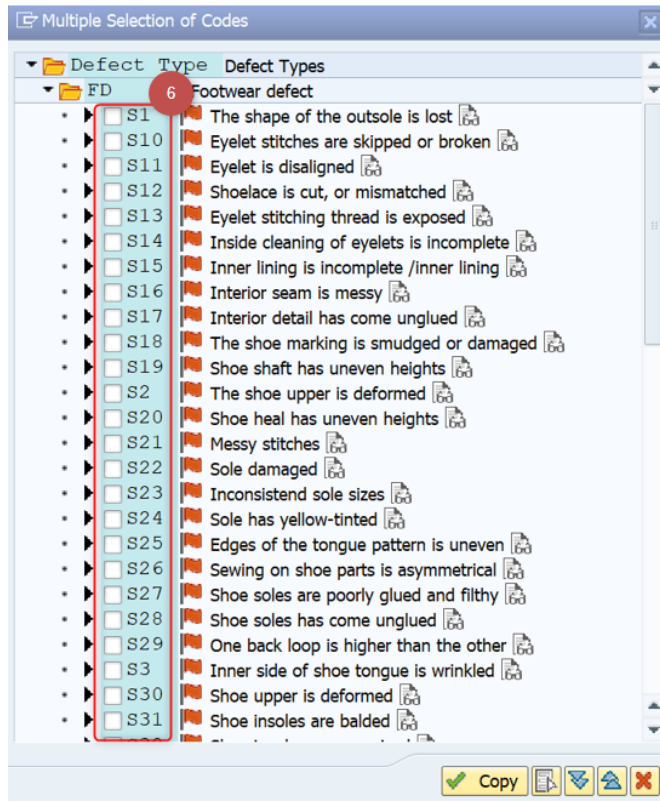 Multiple Selection of Codes
Defect Type Defect Types
FD 6 Footwear defect
S1 The shape of the outsole is lost
S10 Eyelet stitches are skipped or broken
S11 Eyelet is disaligned
S12 Shoelace is cut, or mismatched
S13 Eyelet stitching thread is exposed
S14 Inside cleaning of eyelets is incomplete
S15 Inner lining is incomplete /inner lining
S16 Interior seam is messy
S17 Interior detail has come unglued
S18 The shoe marking is smudged or damaged
S19 Shoe shaft has uneven heights
S2 The shoe upper is deformed
S20 Shoe heal has uneven heights
S21 Messy stitches
S22 Sole damaged
S23 Inconsistend sole sizes
S24 Sole has yellow-tinted
S25 Edges of the tongue pattern is uneven
S26 Sewing on shoe parts is asymmetrical
S27 Shoe soles are poorly glued and filthy
S28 Shoe soles has come unglued
S29 One back loop is higher than the other
S3 Inner side of shoe tongue is wrinkled
S30 Shoe upper is deformed
S31 Shoe insoles are balded
Copy